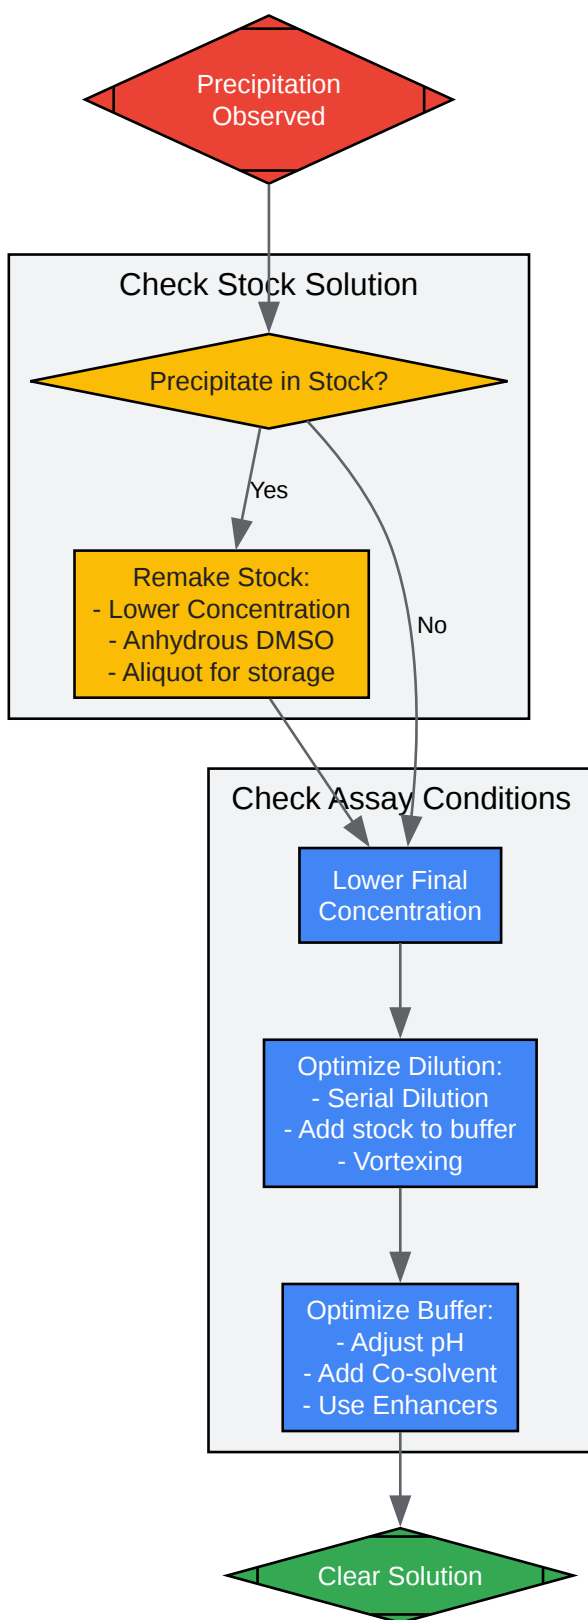 Precipitation
Observed
Check Stock Solution
Precipitate in Stock?
Yes
Remake Stock:
- Lower Concentration
- Anhydrous DMSO
- Aliquot for storage
No
Check Assay Conditions
Lower Final
Concentration
Optimize Dilution:
- Serial Dilution
- Add stock to buffer
- Vortexing
Optimize Buffer:
- Adjust pH
- Add Co-solvent
- Use Enhancers
Clear Solution